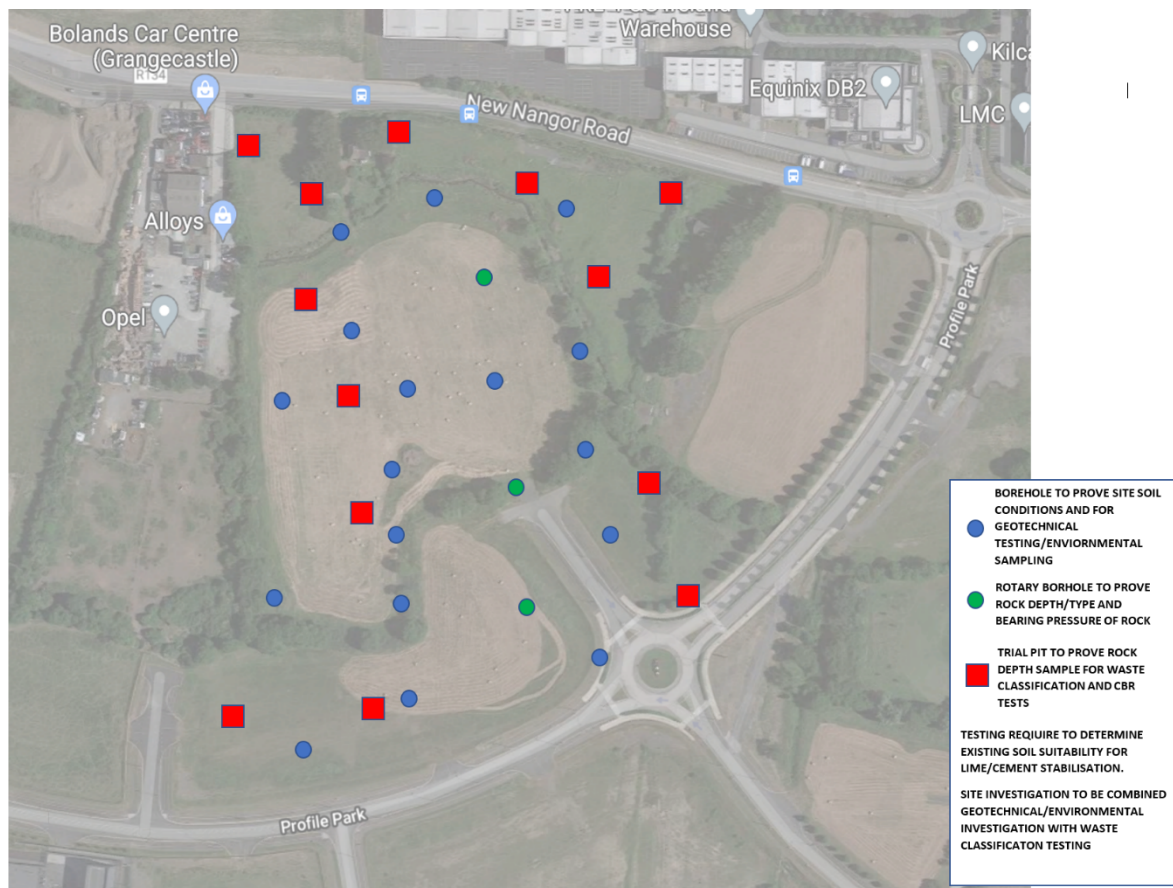 Warehouse
Bolands Car Centre
(Grangecastle)
R134
Kilca
Equinix DB2
LMC
New Nangor Road
Alloys
Opel
Profile Park
Profile Park
BOREHOLE TO PROVE SITE SOIL
CONDITIONS AND FOR
GEOTECHNICAL
TESTING/ENVIORNMENTAL
SAMPLING
ROTARY BORHOLE TO PROVE
ROCK DEPTH/TYPE AND
BEARING PRESSURE OF ROCK
TRIAL PIT TO PROVE ROCK
DEPTH SAMPLE FOR WASTE
CLASSIFICATION AND CBR
TESTS
TESTING REQIUIRE TO DETERMINE
EXISTING SOIL SUITABILITY FOR
LIME/CEMENT STABILISATION.
SITE INVESTIGATION TO BE COMBINED
GEOTECHNICAL/ENVIRONMENTAL
INVESTIGATION WITH WASTE
CLASSIFICATON TESTING